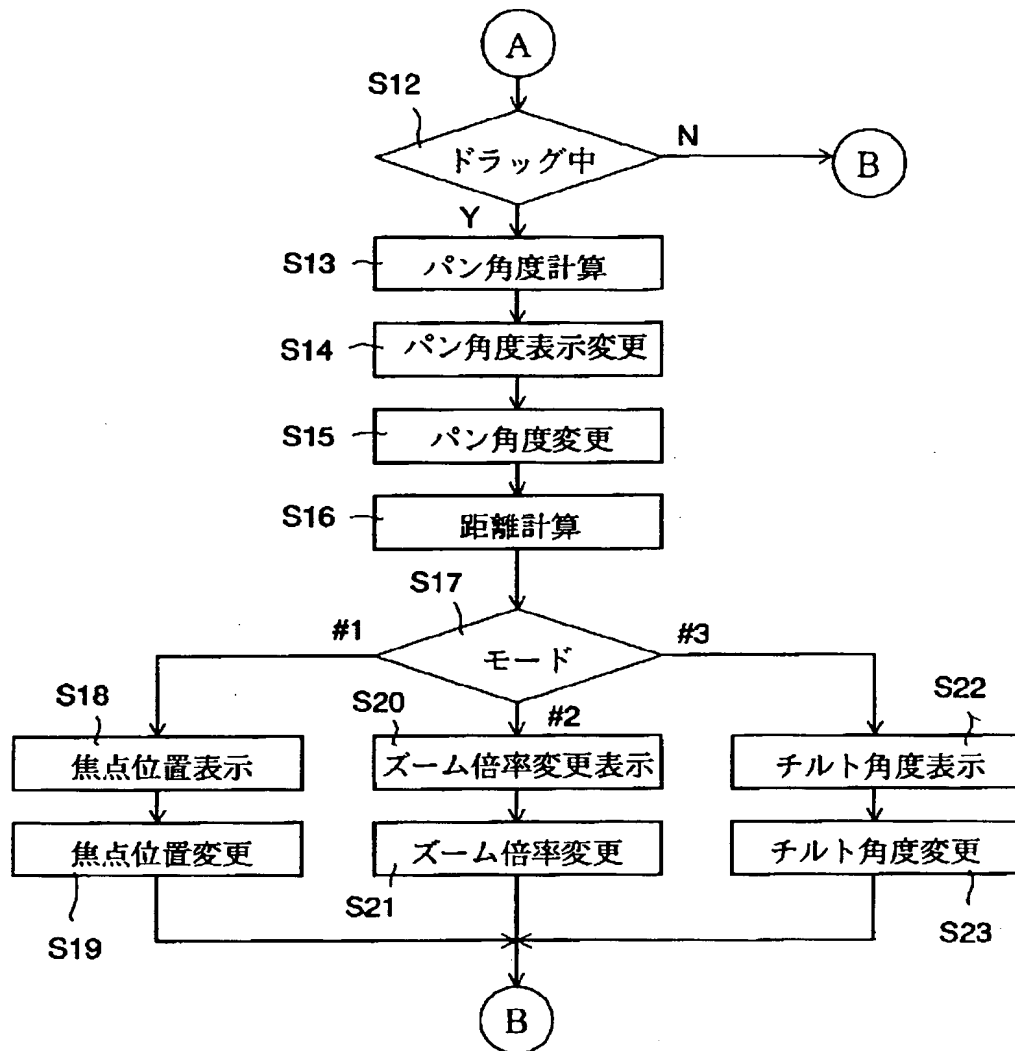 A
S12
ドラッグ中
N
B
Y
S13
パン角度計算
S14
パン角度表示変更
S15
パン角度変更
S16
距離計算
S17
#1
モード
#3
S18
S20
#2
S22
焦点位置表示
ズーム倍率変更表示
チルト角度表示
焦点位置変更
ズーム倍率変更
チルト角度変更
S19
S21
S23
B